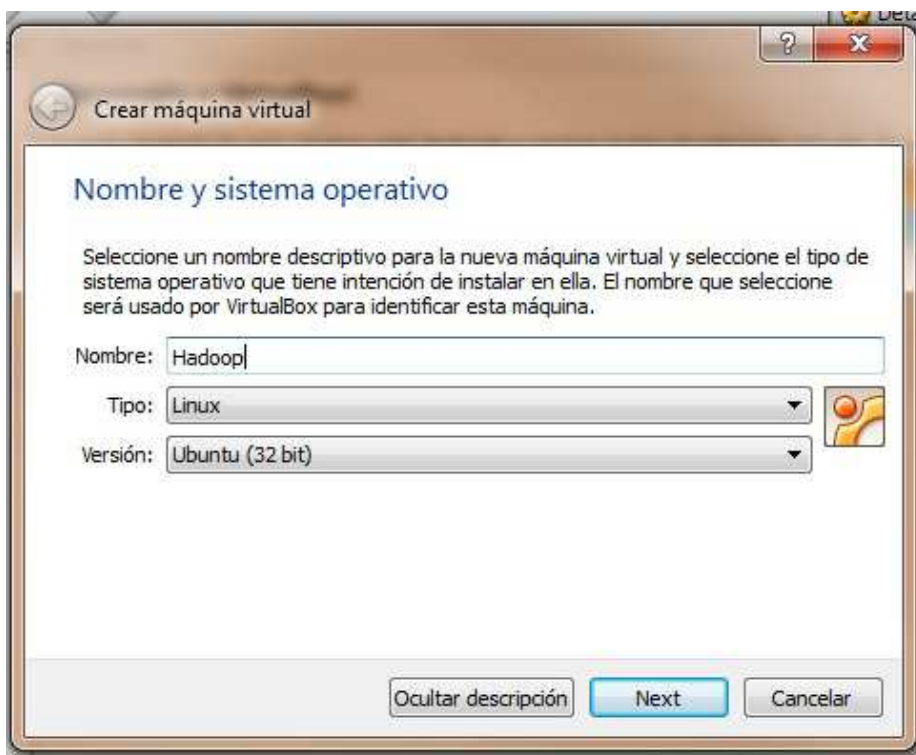 Crear máquina virtual
Nombre y sistema operativo
Seleccione un nombre descriptivo para la nueva máquina virtual y seleccione el tipo de
sistema operativo que tiene intención de instalar en ella. El nombre que seleccione
será usado por VirtualBox para identificar esta máquina.
Nombre: Hadoop
Tipo: Linux
Versión: Ubuntu (32 bit)
Ocultar descripción Next Cancelar